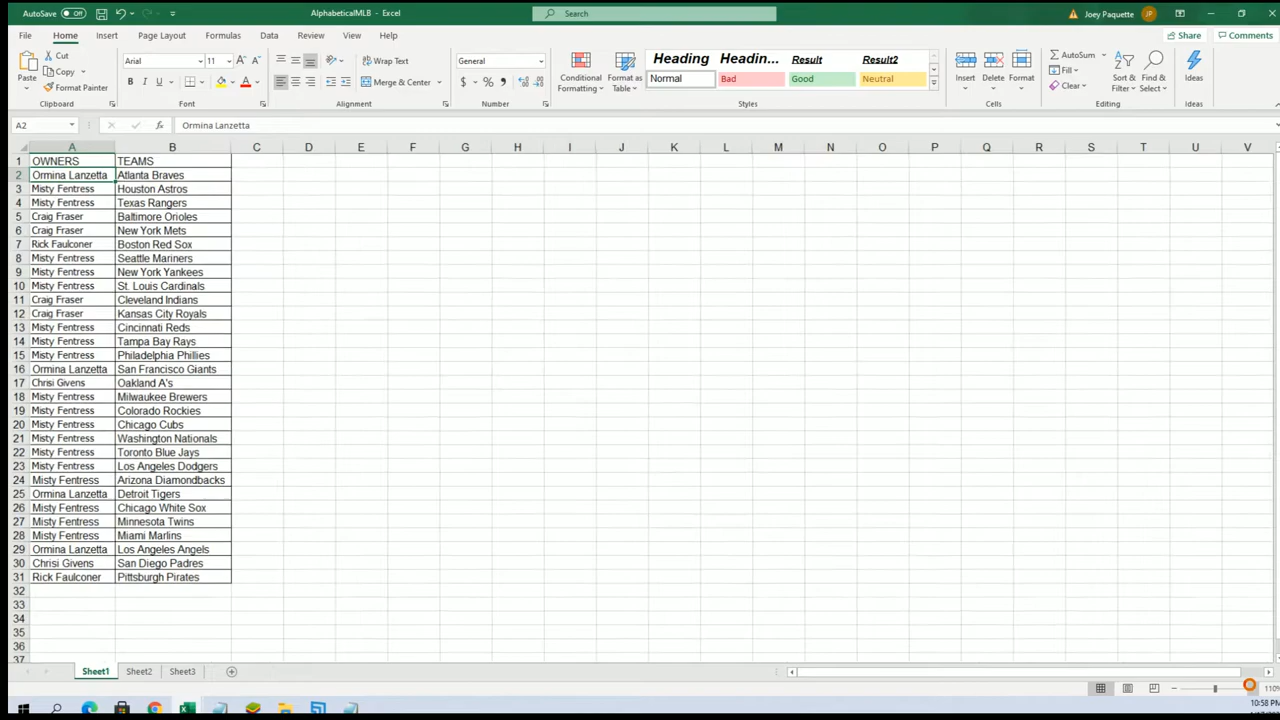 AutoSave Off AlphabeticalMLB - Excel Search Joey Paquette JP
File Home Insert Page Layout Formulas Data Review View Help Share Comments
Paste Cut Copy Format Painter Clipboard
Arial 11 A A B I U A Font
Wrap Text Merge & Center Alignment
General $ % , Number
Conditional Formatting Format as Table
Heading Headin... Result Result2
Normal Bad Good Neutral
Styles
Insert Delete Format Cells
AutoSum Fill Clear Sort & Filter Find & Select Editing
Ideas Ideas
A2 fx Ormina Lanzetta
A B C D E F G H I J K L M N O P Q R S T U V
1 OWNERS TEAMS
2 Ormina Lanzetta Atlanta Braves
3 Misty Fentress Houston Astros
4 Misty Fentress Texas Rangers
5 Craig Fraser Baltimore Orioles
6 Craig Fraser New York Mets
7 Rick Faulconer Boston Red Sox
8 Misty Fentress Seattle Mariners
9 Misty Fentress New York Yankees
10 Misty Fentress St. Louis Cardinals
11 Craig Fraser Cleveland Indians
12 Craig Fraser Kansas City Royals
13 Misty Fentress Cincinnati Reds
14 Misty Fentress Tampa Bay Rays
15 Misty Fentress Philadelphia Phillies
16 Ormina Lanzetta San Francisco Giants
17 Chrisi Givens Oakland A's
18 Misty Fentress Milwaukee Brewers
19 Misty Fentress Colorado Rockies
20 Misty Fentress Chicago Cubs
21 Misty Fentress Washington Nationals
22 Misty Fentress Toronto Blue Jays
23 Misty Fentress Los Angeles Dodgers
24 Misty Fentress Arizona Diamondbacks
25 Ormina Lanzetta Detroit Tigers
26 Misty Fentress Chicago White Sox
27 Misty Fentress Minnesota Twins
28 Misty Fentress Miami Marlins
29 Ormina Lanzetta Los Angeles Angels
30 Chrisi Givens San Diego Padres
31 Rick Faulconer Pittsburgh Pirates
32
33
34
35
36
37
Sheet1 Sheet2 Sheet3
110%
10:58 PM